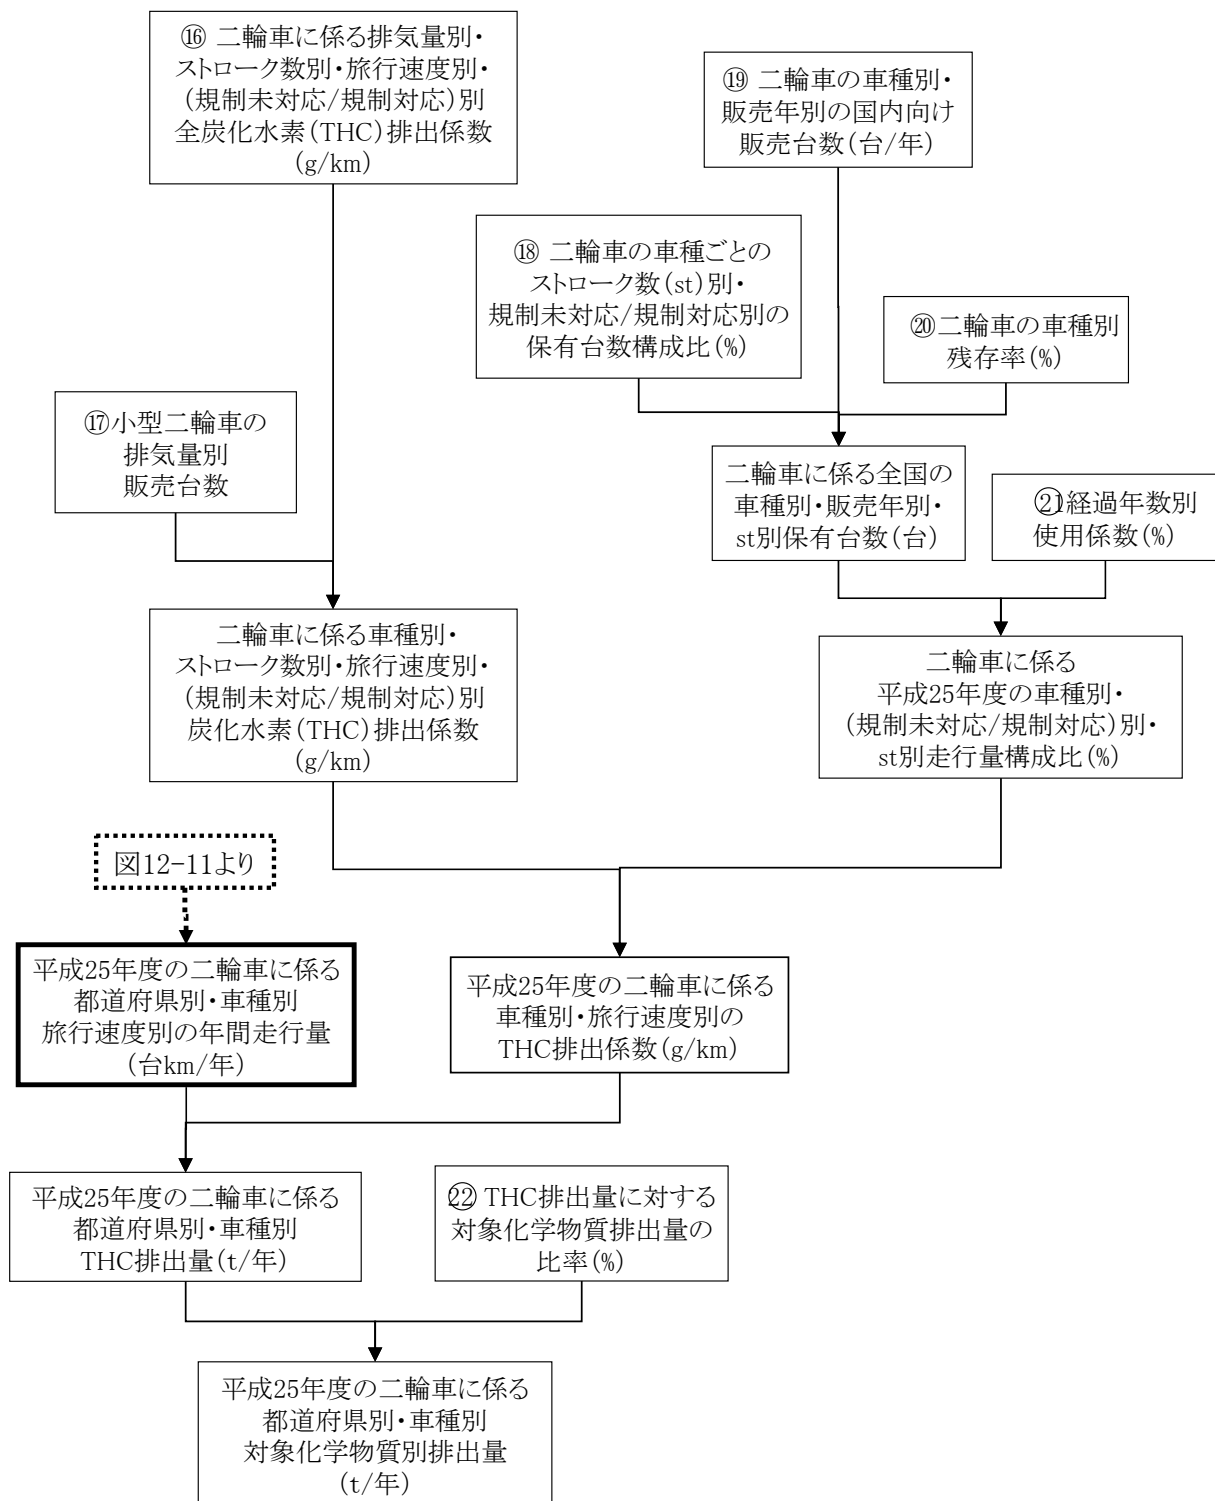 ⑯ 二輪車に係る排気量別・
ストローク数別・旅行速度別・
(規制未対応/規制対応)別
全炭化水素(THC)排出係数
(g/km)
⑲ 二輪車の車種別・
販売年別の国内向け
販売台数(台/年)
⑱ 二輪車の車種ごとの
ストローク数(st)別・
規制未対応/規制対応別の
保有台数構成比(%)
⑳二輪車の車種別
残存率(%)
⑰小型二輪車の
排気量別
販売台数
二輪車に係る全国の
車種別・販売年別・
st別保有台数(台)
㉑経過年数別
使用係数(%)
二輪車に係る車種別・
ストローク数別・旅行速度別・
(規制未対応/規制対応)別
炭化水素(THC)排出係数
(g/km)
二輪車に係る
平成25年度の車種別・
(規制未対応/規制対応)別・
st別走行量構成比(%)
図12-11より
平成25年度の二輪車に係る
都道府県別・車種別
旅行速度別の年間走行量
(台km/年)
平成25年度の二輪車に係る
車種別・旅行速度別の
THC排出係数(g/km)
平成25年度の二輪車に係る
都道府県別・車種別
THC排出量(t/年)
㉒ THC排出量に対する
対象化学物質排出量の
比率(%)
平成25年度の二輪車に係る
都道府県別・車種別
対象化学物質別排出量
(t/年)